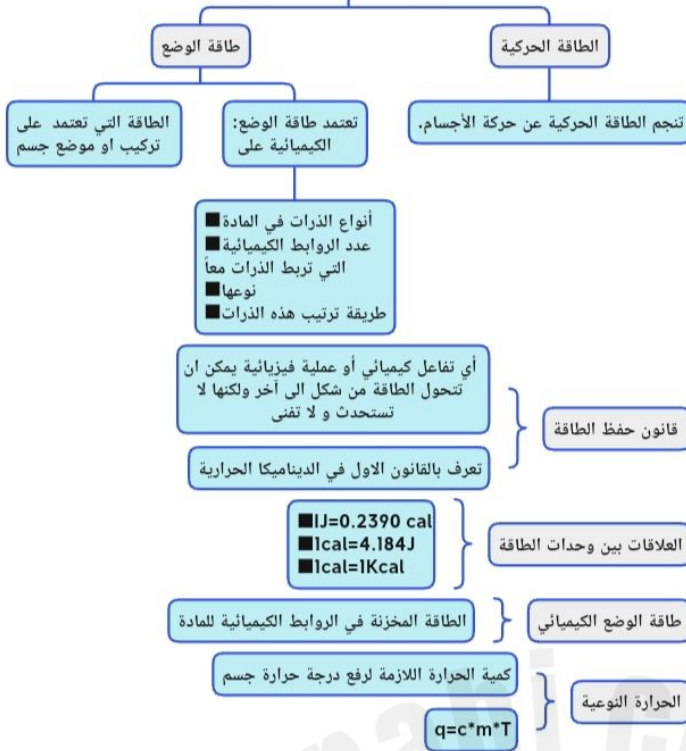 الطاقة الحركية
طاقة الوضع
تنجم الطاقة الحركية عن حركة الأجسام.
تعتمد طاقة الوضع:
الكيميائية على
الطاقة التي تعتمد على
تركيب او موضع جسم
أنواع الذرات في المادة■
عدد الروابط الكيميائية■
التي تربط الذرات معاً
نوعها■
طريقة ترتيب هذه الذرات■
قانون حفظ الطاقة
أي تفاعل كيميائي أو عملية فيزيائية يمكن ان
تتحول الطاقة من شكل الى آخر ولكنها لا
تستحدث و لا تفنى
تعرف بالقانون الاول في الديناميكا الحرارية
العلاقات بين وحدات الطاقة
■IJ=0.2390 cal
■1cal=4.184J
■1cal=1Kcal
طاقة الوضع الكيميائي
الطاقة المخزنة في الروابط الكيميائية للمادة
الحرارة النوعية
كمية الحرارة اللازمة لرفع درجة حرارة جسم
q=c*m*T